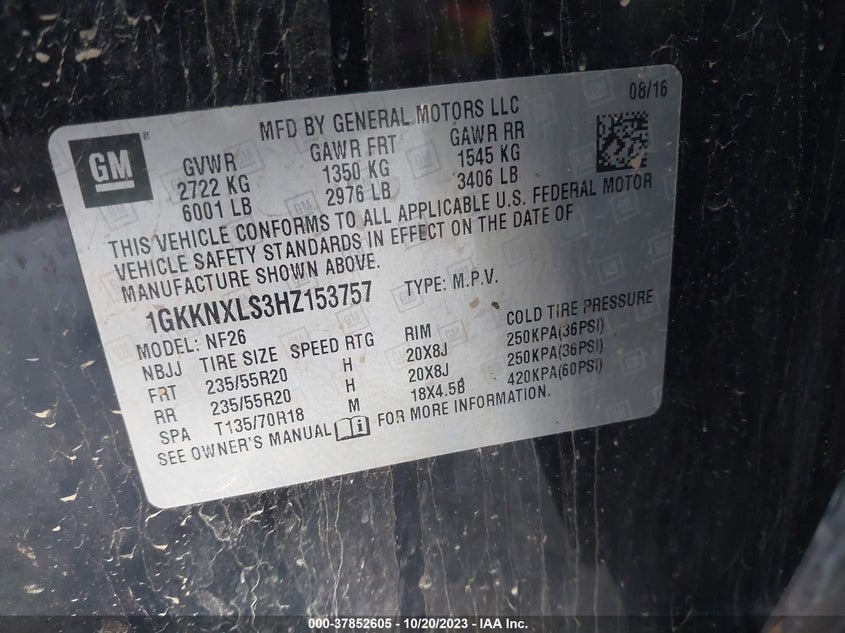 08/16
MFD BY GENERAL MOTORS LLC
GM ®
GVWR GAWR FRT GAWR RR
2722 KG 1350 KG 1545 KG
6001 LB 2976 LB 3406 LB
THIS VEHICLE CONFORMS TO ALL APPLICABLE U.S. FEDERAL MOTOR
VEHICLE SAFETY STANDARDS IN EFFECT ON THE DATE OF
MANUFACTURE SHOWN ABOVE.
1GKKNXLS3HZ153757 TYPE: M.P.V.
MODEL: NF26
NBJJ TIRE SIZE SPEED RTG RIM COLD TIRE PRESSURE
FRT 235/55R20 H 20X8J 250KPA(36PSI)
RR 235/55R20 H 20X8J 250KPA(36PSI)
SPA T135/70R18 M 18X4.5B 420KPA(60PSI)
SEE OWNER'S MANUAL i FOR MORE INFORMATION.
000-37852605 - 10/20/2023 - IAA Inc.